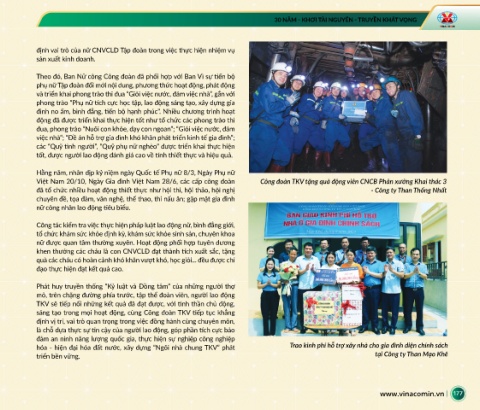 30 NĂM - KHƠI TÀI NGUYÊN - TRUYỀN KHÁT VỌNG
định vai trò của nữ CNVCLĐ Tập đoàn trong việc thực hiện nhiệm vụ
sản xuất kinh doanh.
Theo đó, Ban Nữ công Công đoàn đã phối hợp với Ban Vì sự tiến bộ
phụ nữ Tập đoàn đổi mới nội dung, phương thức hoạt động, phát động
và triển khai phong trào thi đua "Giỏi việc nước, đảm việc nhà", gắn với
phong trào "Phụ nữ tích cực học tập, lao động sáng tạo, xây dựng gia
đình no ấm, bình đẳng, tiến bộ hạnh phúc". Nhiều chương trình hoạt
động đã được triển khai thực hiện tốt như tổ chức các phong trào thi
đua, phong trào "Nuôi con khỏe, dạy con ngoan"; "Giỏi việc nước, đảm
việc nhà"; "Đề án hỗ trợ gia đình khó khăn phát triển kinh tế gia đình";
các "Quỹ tình người", "Quỹ phụ nữ nghèo" được triển khai thực hiện
tốt, được người lao động đánh giá cao về tính thiết thực và hiệu quả.
Hằng năm, nhân dịp kỷ niệm ngày Quốc tế Phụ nữ 8/3, Ngày Phụ nữ
Việt Nam 20/10, Ngày Gia đình Việt Nam 28/6, các cấp công đoàn
đã tổ chức nhiều hoạt động thiết thực như hội thi, hội thảo, hội nghị
chuyên đề, tọa đàm, văn nghệ, thể thao, thi nấu ăn; gặp mặt gia đình
nữ công nhân lao động tiêu biểu.
Công tác kiểm tra việc thực hiện pháp luật lao động nữ, bình đẳng giới,
tổ chức khám sức khỏe định kỳ, khám sức khỏe sinh sản, chuyên khoa
nữ được quan tâm thường xuyên. Hoạt động phối hợp tuyên dương
khen thưởng các cháu là con CNVCLĐ đạt thành tích xuất sắc, tặng
quà các cháu có hoàn cảnh khó khăn vượt khó, học giỏi... đều được chỉ
đạo thực hiện đạt kết quả cao.
Phát huy truyền thống "Kỷ luật và Đồng tâm" của những người thợ
mỏ, trên chặng đường phía trước, tập thể đoàn viên, người lao động
TKV sẽ tiếp nối những kết quả đã đạt được, với tinh thần chủ động,
sáng tạo trong mọi hoạt động, cùng Công đoàn TKV tiếp tục khẳng
định vị trí, vai trò quan trọng trong việc đồng hành cùng chuyên môn,
là chỗ dựa thực sự tin cậy của người lao động, góp phần tích cực bảo
đảm an ninh năng lượng quốc gia, thực hiện sự nghiệp công nghiệp
hóa - hiện đại hóa đất nước, xây dựng "Ngôi nhà chung TKV" phát
triển bền vững.
Công đoàn TKV tặng quà động viên CNCB Phân xưởng Khai thác 3
- Công ty Than Thống Nhất
BÀN GIAO KINH PHÍ HỖ TRỢ
NHÀ Ở GIA ĐÌNH CHÍNH SÁCH
Trao kinh phí hỗ trợ xây nhà cho gia đình diện chính sách
tại Công ty Than Mạo Khê
www.vinacomin.vn | 177